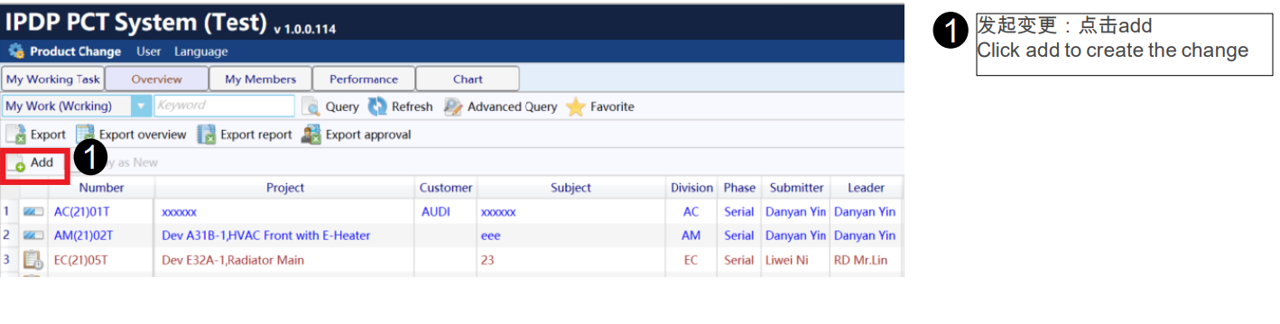 IPDP PCT System (Test) v 1.0.0.114
Product Change User Language
My Working Task Overview My Members Performance Chart
My Work (Working) Keyword Query Refresh Advanced Query Favorite
Export Export overview Export report Export approval
Add 1 y as New
Number Project Customer Subject Division Phase Submitter Leader
1 AC(21)01T xxxxxx AUDI xxxxxx AC Serial Danyan Yin Danyan Yin
2 AM(21)02T Dev A31B-1,HVAC Front with E-Heater eee AM Serial Danyan Yin Danyan Yin
3 EC(21)05T Dev E32A-1,Radiator Main 23 EC Serial Liwei Ni RD Mr.Lin
1 发起变更：点击add
Click add to create the change